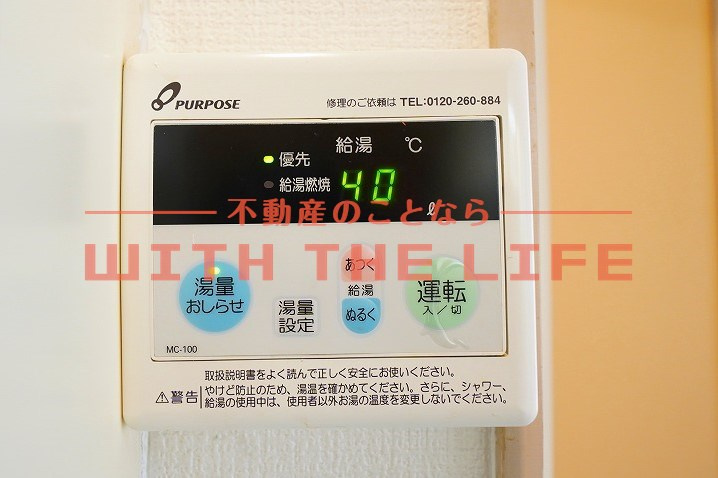 PURPOSE
修理のご依頼は TEL:0120-260-884
給湯 ℃
優先
給湯燃焼
40
ℓ
不動産のことなら
WITH THE LIFE
湯量
おしらせ
湯量
設定
あつく
給湯
ぬるく
運転
入/切
MC-100
取扱説明書をよく読んで正しく安全にお使いください。
⚠警告
やけど防止のため、湯温を確かめてください。さらに、シャワー、
給湯の使用中は、使用者以外お湯の温度を変更しないでください。